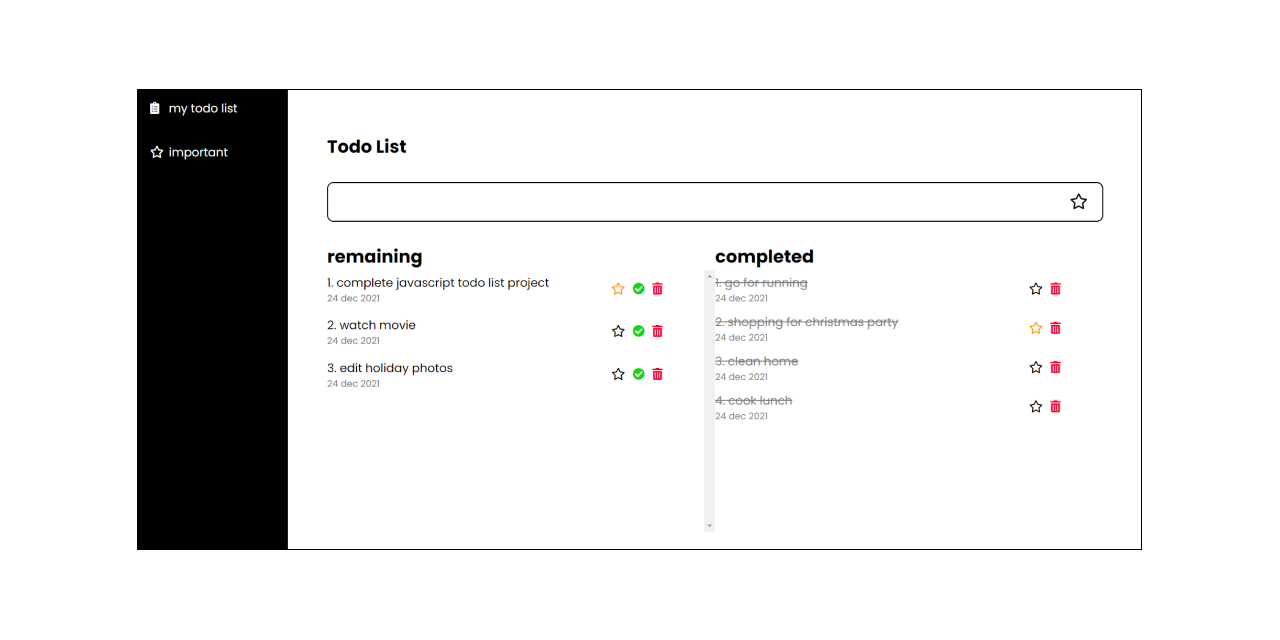 my todo list
important
Todo List
remaining
1. complete javascript todo list project
24 dec 2021
2. watch movie
24 dec 2021
3. edit holiday photos
24 dec 2021
completed
1. go for running
24 dec 2021
2. shopping for christmas party
24 dec 2021
3. clean home
24 dec 2021
4. cook lunch
24 dec 2021